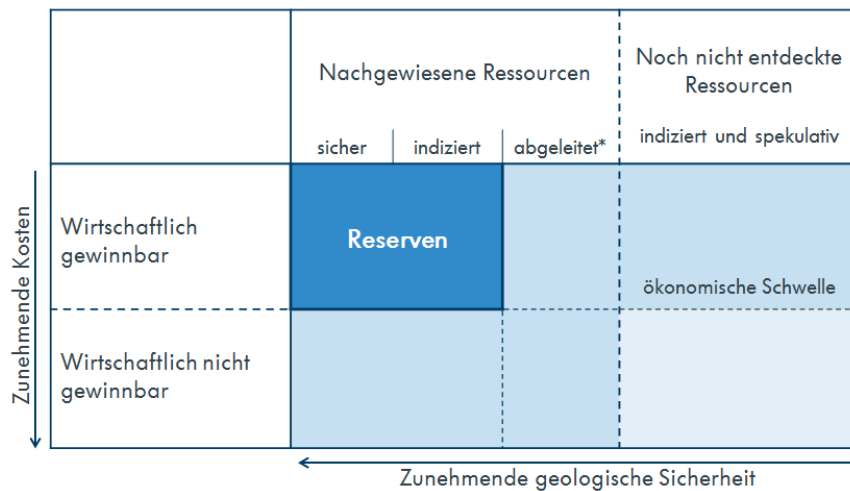 Nachgewiesene Ressourcen
Noch nicht entdeckte
Ressourcen
sicher
indiziert
abgeleitet*
indiziert und spekulativ
Zunehmende Kosten
Wirtschaftlich
gewinnbar
Reserven
ökonomische Schwelle
Wirtschaftlich nicht
gewinnbar
Zunehmende geologische Sicherheit